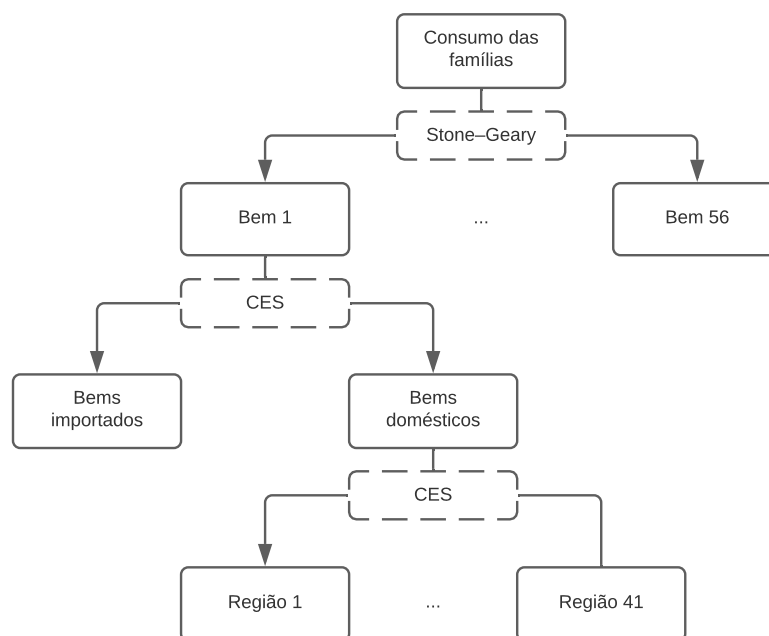 Consumo das
famílias
Stone–Geary
Bem 1
...
Bem 56
CES
Bems
importados
Bems
domésticos
CES
Região 1
...
Região 41